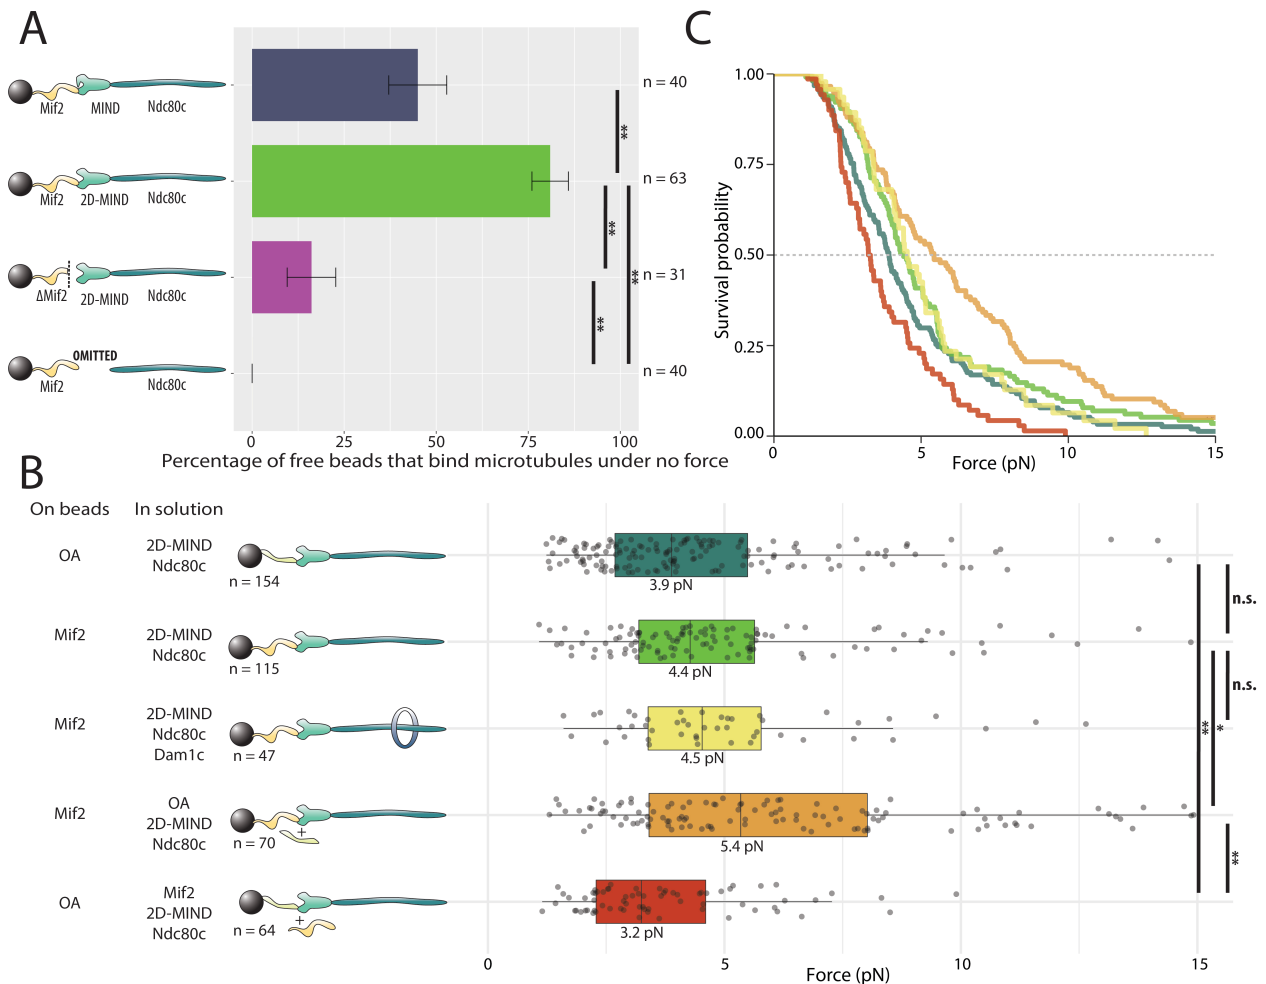 A
Mif2 MIND Ndc80c
n = 40
**
Mif2 2D-MIND Ndc80c
n = 63
**
ΔMif2 2D-MIND Ndc80c
** n = 31
**
OMITTED
Mif2 Ndc80c
n = 40
0 25 50 75 100
Percentage of free beads that bind microtubules under no force
C
1.00
0.75
0.50
0.25
0.00
Survival probability
0 5 10 15
Force (pN)
B
On beads In solution
OA
2D-MIND
Ndc80c
n = 154
3.9 pN
n.s.
Mif2
2D-MIND
Ndc80c
n = 115
4.4 pN
n.s.
Mif2
2D-MIND
Ndc80c
Dam1c
n = 47
4.5 pN
** *
Mif2
OA
2D-MIND
Ndc80c
+
n = 70
5.4 pN
**
OA
Mif2
2D-MIND
Ndc80c
+
n = 64
3.2 pN
0 5 10 15
Force (pN)